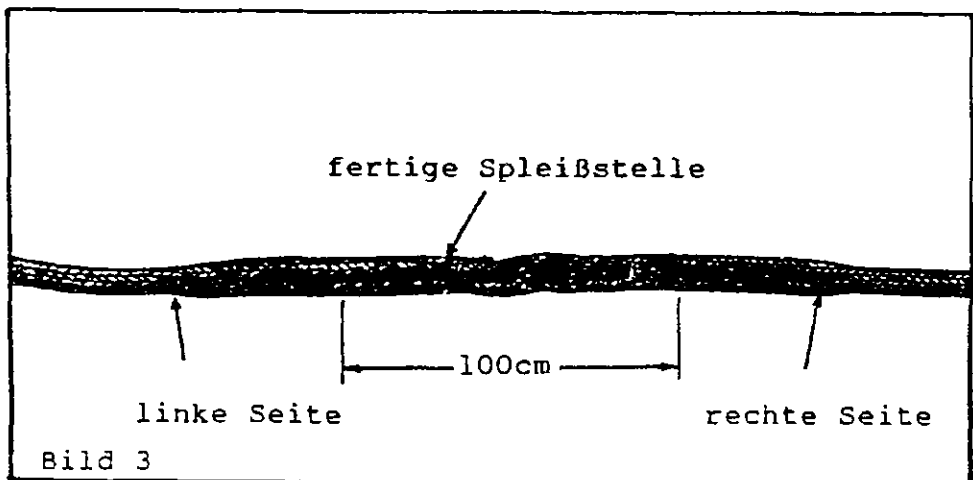 fertige Spleißstelle
100cm
linke Seite
rechte Seite
Bild 3